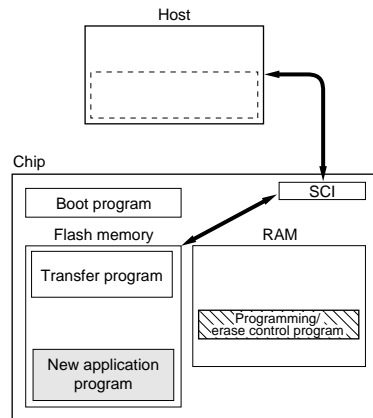 Host
Chip
SCI
Boot program
Flash memory
RAM
Transfer program
Programming/
erase control program
New application
program